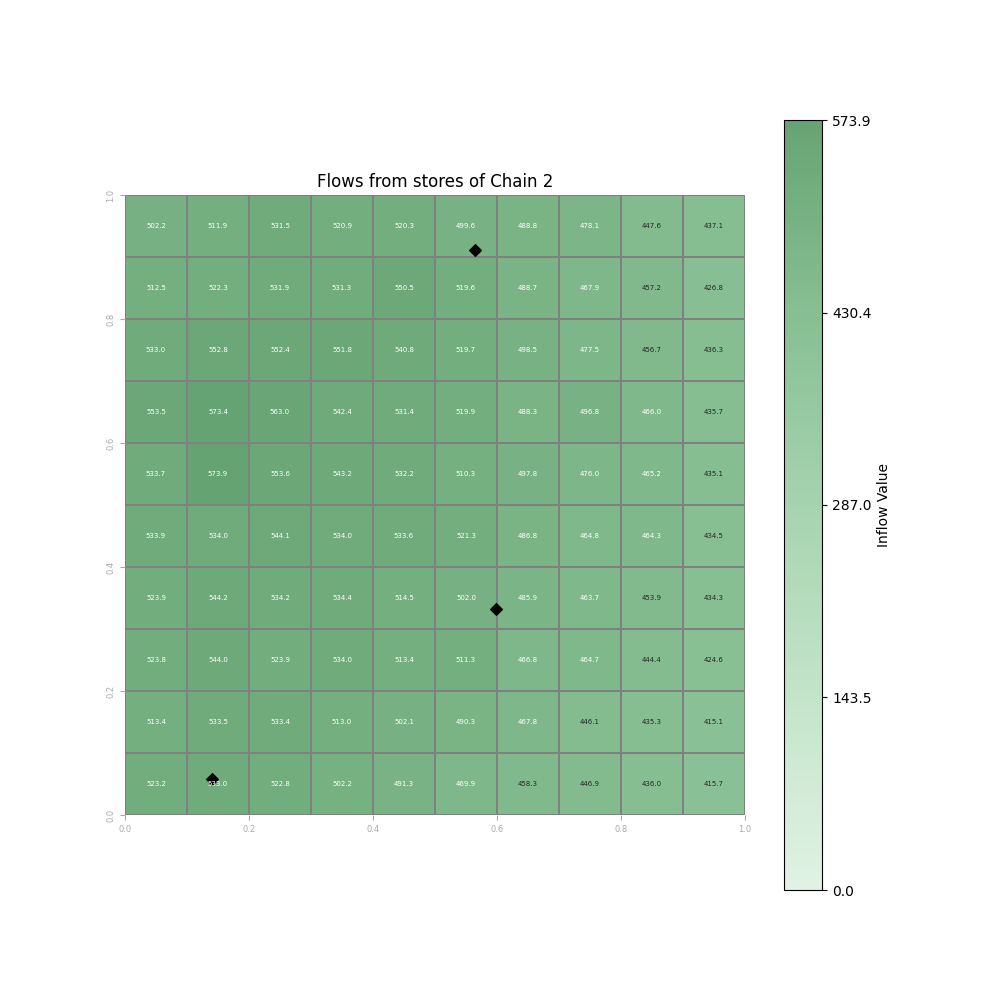 Flows from stores of Chain 2
573.9
430.4
287.0
143.5
0.0
Inflow Value
1.0
0.8
0.6
0.4
0.2
0.0
502.2 511.9 531.5 520.9 520.3 499.6 488.8 478.1 447.6 437.1
512.5 522.3 531.9 531.3 550.5 519.6 488.7 467.9 457.2 426.8
533.0 552.8 552.4 551.8 540.8 519.7 498.5 477.5 456.7 436.3
553.5 573.4 563.0 542.4 531.4 519.9 488.3 496.8 466.0 435.7
533.7 573.9 553.6 543.2 532.2 510.3 497.8 476.0 465.2 435.1
533.9 534.0 544.1 534.0 533.6 521.3 486.8 464.8 464.3 434.5
523.9 544.2 534.2 534.4 514.5 502.0 485.9 463.7 453.9 434.3
523.8 544.0 523.9 534.0 513.4 511.3 466.8 464.7 444.4 424.6
513.4 533.5 533.4 513.0 502.1 490.3 467.8 446.1 435.3 415.1
523.2 522.8 502.2 491.3 469.9 458.3 446.9 436.0 415.7
0.0 0.2 0.4 0.6 0.8 1.0